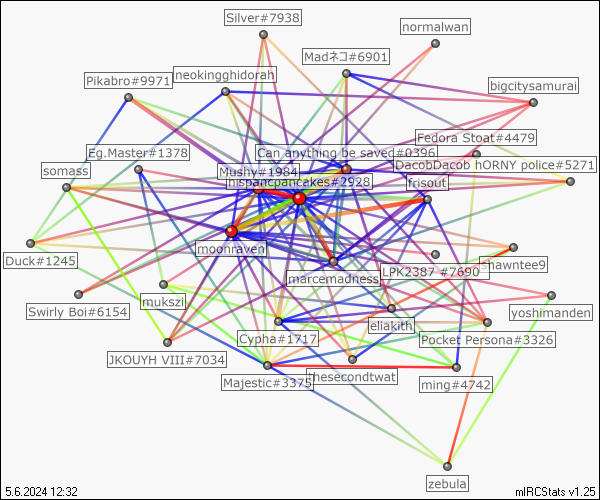 Silver#7938
normalwan
Madネコ#6901
neokingghidorah
Pikabro#9971
bigcitysamurai
Fedora Stoat#4479
Eg.Master#1378
Can anything be saved#0396
DacobDacob hORNY police#5271
somass
Mushy#1984
hispancpancakes#2928
frisout
moonraven
Duck#1245
marcemadness
LPK2387 #7690
shawntee9
mukszil
Swirly Boi#6154
yoshimanden
eliakith
Cypha#1717
Pocket Persona#3326
JKOUYH VIII#7034
Majestic#3375
thesecondtwat
ming#4742
zebula
5.6.2024 12:32
mIRCStats v1.25